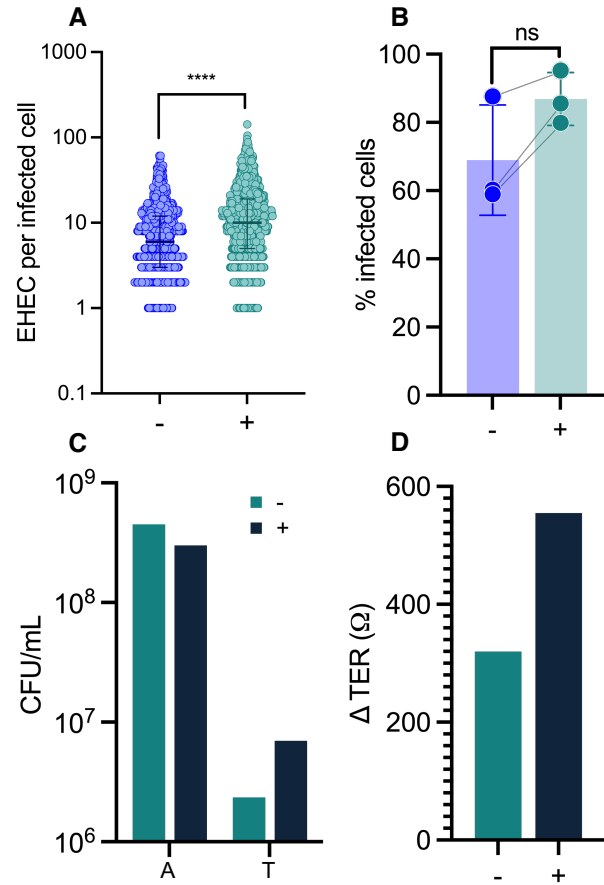 A
EHEC per infected cell
1000
100
10
1
0.1
****
-
+
B
% infected cells
100
80
60
40
20
0
ns
-
+
C
CFU/mL
10⁹
10⁸
10⁷
10⁶
-
+
A
T
D
Δ TER (Ω)
600
400
200
0
-
+